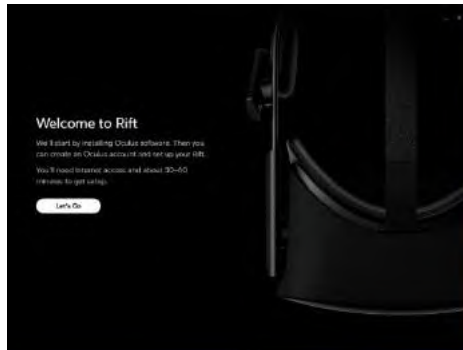 Welcome to Rift
We'll start by installing Oculus software. Then you
can create an Oculus account and set up your Rift.
You'll need Internet access and about 30–60
minutes to get setup.
Let's Go